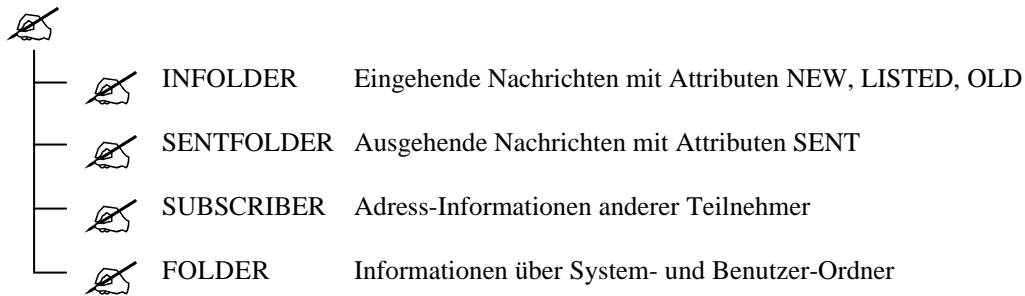 INFOLDER Eingehende Nachrichten mit Attributen NEW, LISTED, OLD
SENTFOLDER Ausgehende Nachrichten mit Attributen SENT
SUBSCRIBER Adress-Informationen anderer Teilnehmer
FOLDER Informationen über System- und Benutzer-Ordner